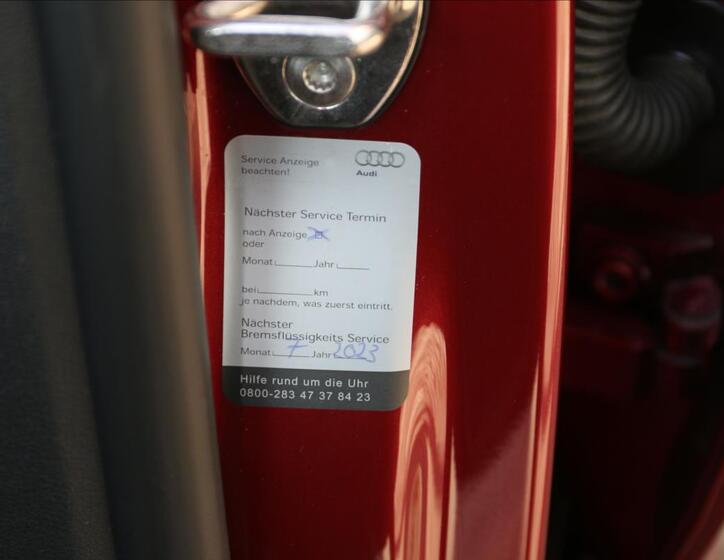 Service Anzeige
beachten!
Audi
Nächster Service Termin
nach Anzeige
oder
Monat Jahr
bei km
je nachdem, was zuerst eintritt.
Nächster
Bremsflüssigkeits Service
Monat 7 Jahr 2023
Hilfe rund um die Uhr
0800-283 47 37 84 23